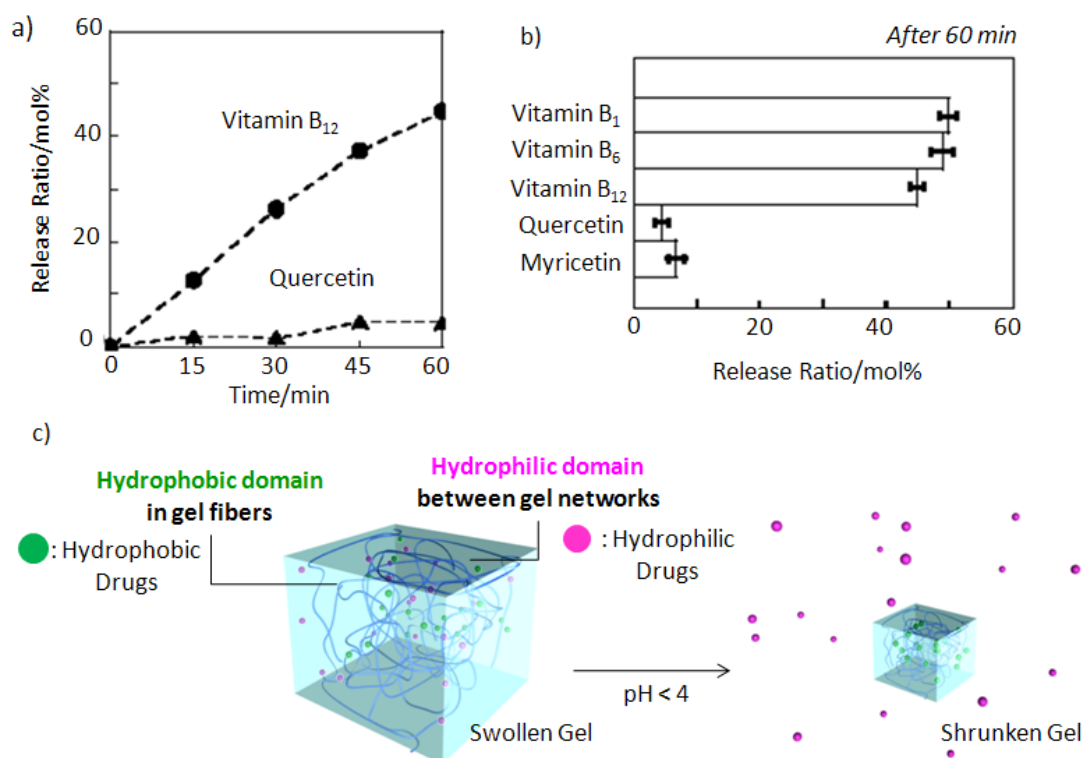 a)
60
40
20
0
Release Ratio/mol%
Vitamin B12
Quercetin
0 15 30 45 60
Time/min
b)
After 60 min
Vitamin B1
Vitamin B6
Vitamin B12
Quercetin
Myricetin
0 20 40 60
Release Ratio/mol%
c)
Hydrophobic domain
in gel fibers
: Hydrophobic
Drugs
Hydrophilic domain
between gel networks
: Hydrophilic
Drugs
Swollen Gel
pH < 4
Shrunken Gel